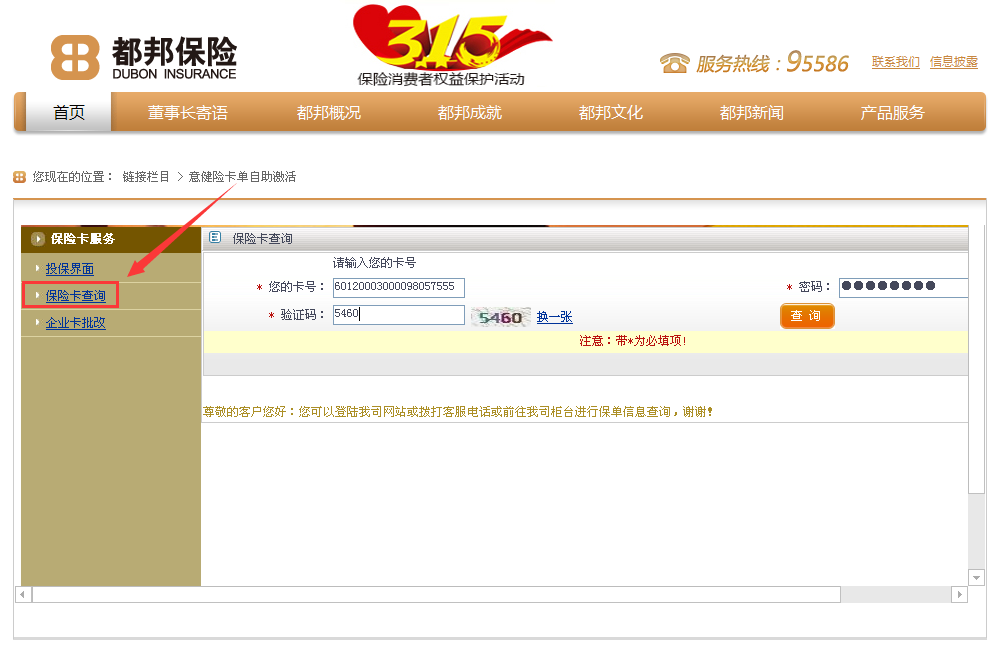 都邦保险
DUBON INSURANCE
315
保险消费者权益保护活动
服务热线：95586
联系我们 信息披露
首页 董事长寄语 都邦概况 都邦成就 都邦文化 都邦新闻 产品服务
您现在的位置： 链接栏目 > 意健险卡单自助激活
保险卡服务
投保界面
保险卡查询
企业卡批改
保险卡查询
请输入您的卡号
* 您的卡号： 60120003000098057555 * 密码： ●●●●●●●●
* 验证码： 5460 5460 换一张 查 询
注意：带*为必填项!
尊敬的客户您好：您可以登陆我司网站或拨打客服电话或前往我司柜台进行保单信息查询，谢谢!